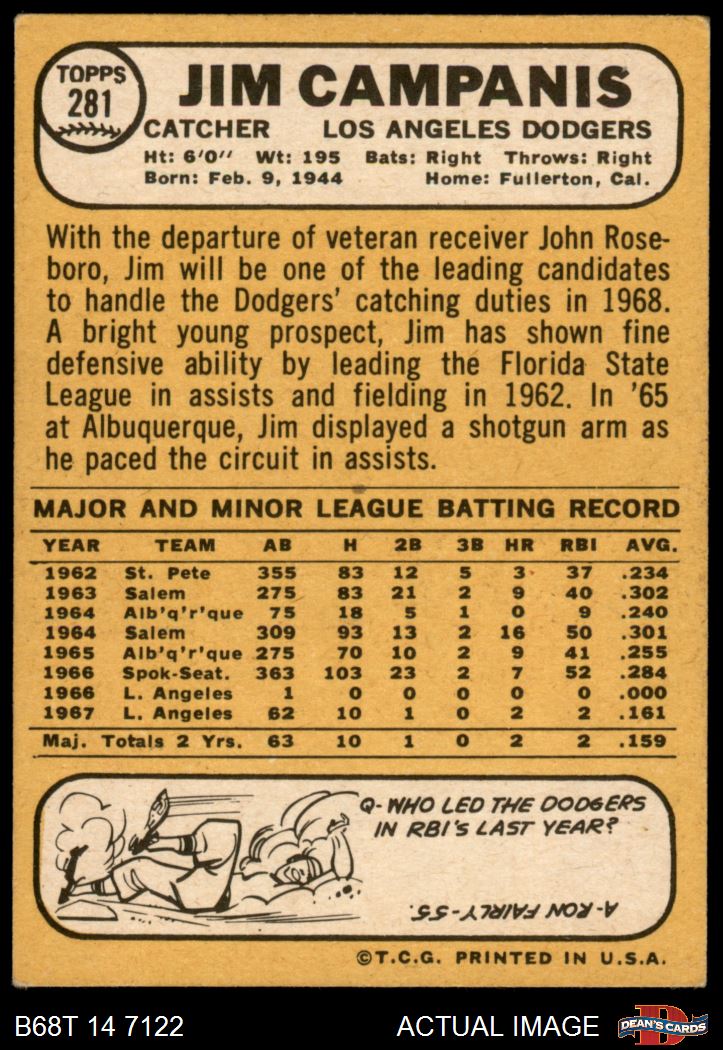 TOPPS
281
JIM CAMPANIS
CATCHER LOS ANGELES DODGERS
Ht: 6'0" Wt: 195 Bats: Right Throws: Right
Born: Feb. 9, 1944 Home: Fullerton, Cal.
With the departure of veteran receiver John Rose-
boro, Jim will be one of the leading candidates
to handle the Dodgers' catching duties in 1968.
A bright young prospect, Jim has shown fine
defensive ability by leading the Florida State
League in assists and fielding in 1962. In '65
at Albuquerque, Jim displayed a shotgun arm as
he paced the circuit in assists.
MAJOR AND MINOR LEAGUE BATTING RECORD
YEAR TEAM AB H 2B 3B HR RBI AVG.
1962 St. Pete 355 83 12 5 3 37 .234
1963 Salem 275 83 21 2 9 40 .302
1964 Alb'q'r'que 75 18 5 1 0 9 .240
1964 Salem 309 93 13 2 16 50 .301
1965 Alb'q'r'que 275 70 10 2 9 41 .255
1966 Spok-Seat. 363 103 23 2 7 52 .284
1966 L. Angeles 1 0 0 0 0 0 .000
1967 L. Angeles 62 10 1 0 2 2 .161
Maj. Totals 2 Yrs. 63 10 1 0 2 2 .159
Q-WHO LED THE DODGERS
IN RBI'S LAST YEAR?
A-RON FAIRLY-55.
©T.C.G. PRINTED IN U.S.A.
B68T 14 7122 ACTUAL IMAGE DEAN'S CARDS